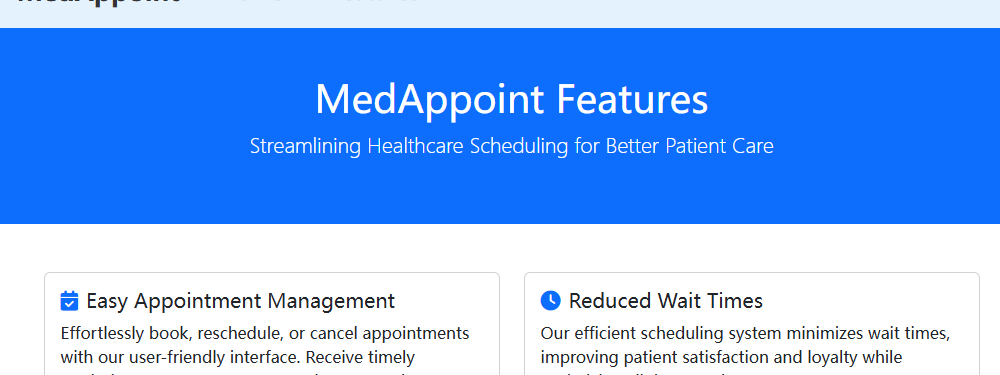 MedAppoint
MedAppoint Features
Streamlining Healthcare Scheduling for Better Patient Care
Easy Appointment Management
Effortlessly book, reschedule, or cancel appointments
with our user-friendly interface. Receive timely
Reduced Wait Times
Our efficient scheduling system minimizes wait times,
improving patient satisfaction and loyalty while